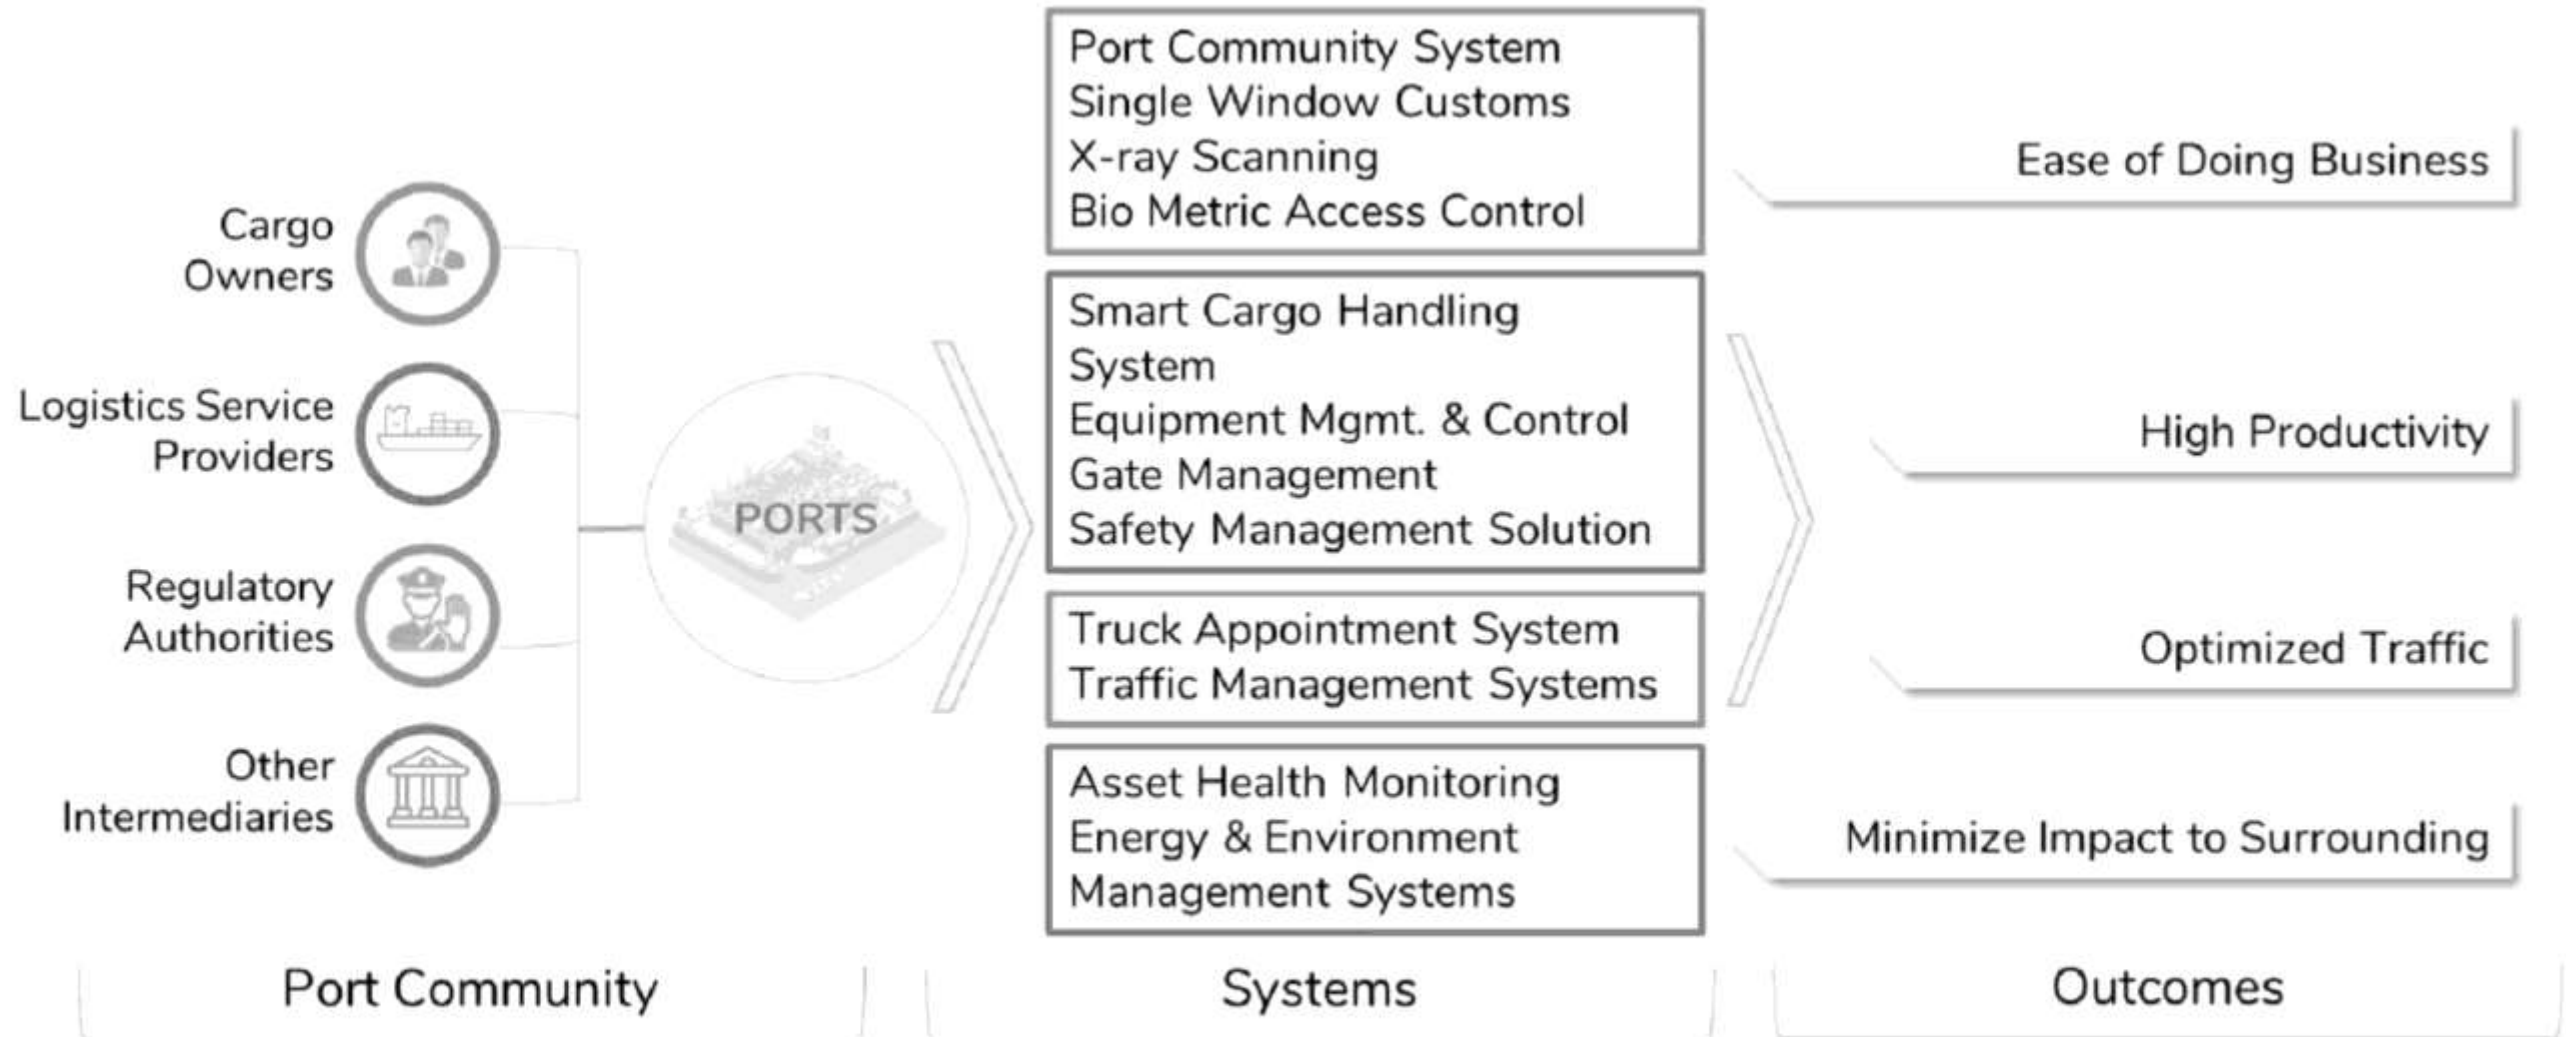 Cargo
Owners
Logistics Service
Providers
Regulatory
Authorities
Other
Intermediaries
PORTS
Port Community System
Single Window Customs
X-ray Scanning
Bio Metric Access Control
Smart Cargo Handling
System
Equipment Mgmt. & Control
Gate Management
Safety Management Solution
Truck Appointment System
Traffic Management Systems
Asset Health Monitoring
Energy & Environment
Management Systems
Ease of Doing Business
High Productivity
Optimized Traffic
Minimize Impact to Surrounding
Port Community
Systems
Outcomes